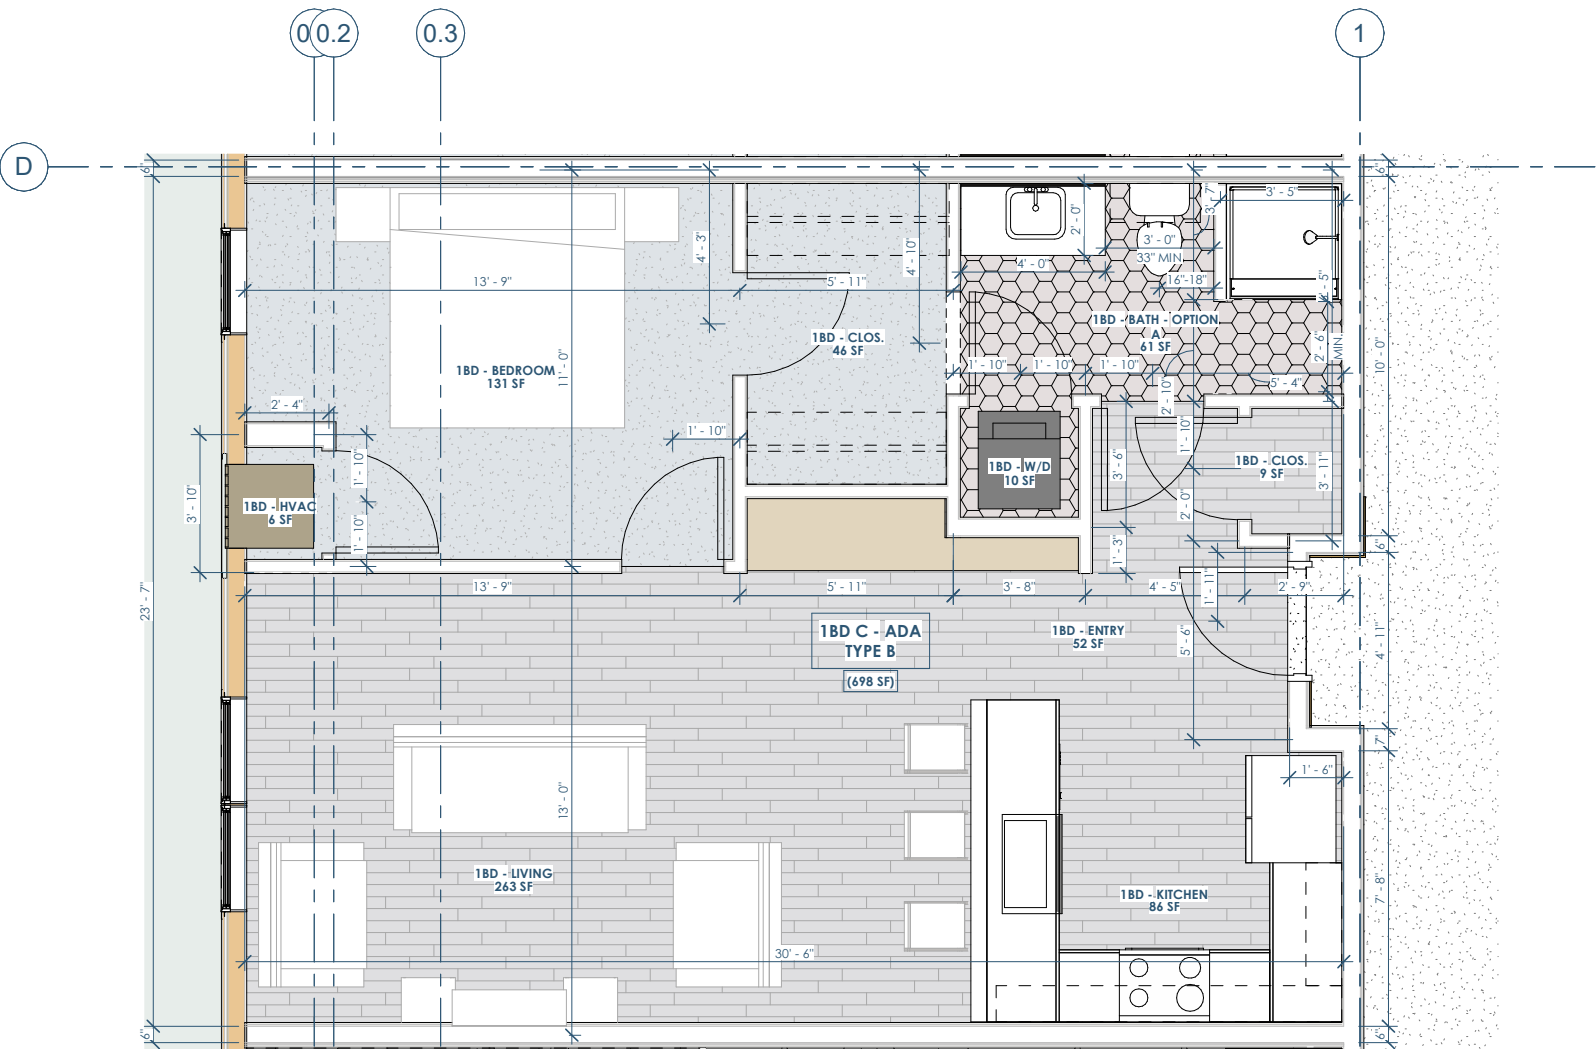 0
0.2
0.3
1
D
6"
6"
3' - 7"
3' - 5"
2' - 0"
4' - 3"
4' - 10"
3' - 0"
33" MIN.
4' - 0"
16"-18"
13' - 9"
5' - 11"
1BD - BATH - OPTION
A
61 SF
1BD - CLOS.
46 SF
2' - 6"
MIN.
10' 0"
1BD - BEDROOM
131 SF
11' - 0"
1' - 10"
1' - 10"
1' - 10"
2' - 10"
5' - 4"
2' - 4"
1' - 10"
1' - 10"
1' - 10"
3' - 6"
1BD - W/D
10 SF
1BD - CLOS.
9 SF
3' - 11"
3' - 10"
1BD - HVAC
6 SF
2' - 0"
1' - 10"
1' - 3"
6"
23' - 7"
13' - 9"
5' - 11"
3' - 8"
4' - 5"
1' - 11"
2' - 9"
1BD C - ADA
TYPE B
(698 SF)
1BD - ENTRY
52 SF
5' - 6"
4' - 11"
7"
1' - 6"
13' - 0"
1BD - LIVING
263 SF
1BD - KITCHEN
86 SF
7' - 8"
30' - 6"
6"
6"